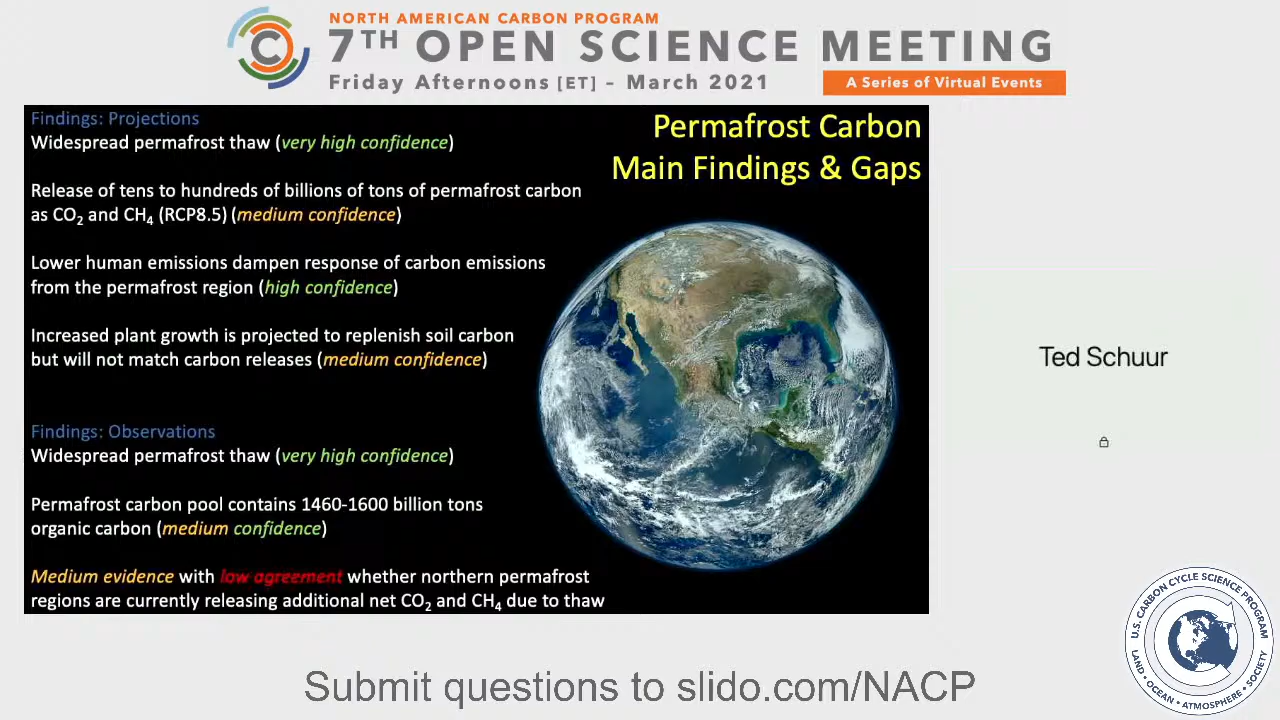 NORTH AMERICAN CARBON PROGRAM
7TH OPEN SCIENCE MEETING
Friday Afternoons [ET] – March 2021
A Series of Virtual Events
C
Permafrost Carbon
Main Findings & Gaps
Findings: Projections
Widespread permafrost thaw (very high confidence)
Release of tens to hundreds of billions of tons of permafrost carbon
as CO2 and CH4 (RCP8.5) (medium confidence)
Lower human emissions dampen response of carbon emissions
from the permafrost region (high confidence)
Increased plant growth is projected to replenish soil carbon
but will not match carbon releases (medium confidence)
Findings: Observations
Widespread permafrost thaw (very high confidence)
Permafrost carbon pool contains 1460-1600 billion tons
organic carbon (medium confidence)
Medium evidence with low agreement whether northern permafrost
regions are currently releasing additional net CO2 and CH4 due to thaw
Ted Schuur
U.S. CARBON CYCLE SCIENCE PROGRAM
LAND • OCEAN • ATMOSPHERE • SOCIETY
Submit questions to slido.com/NACP